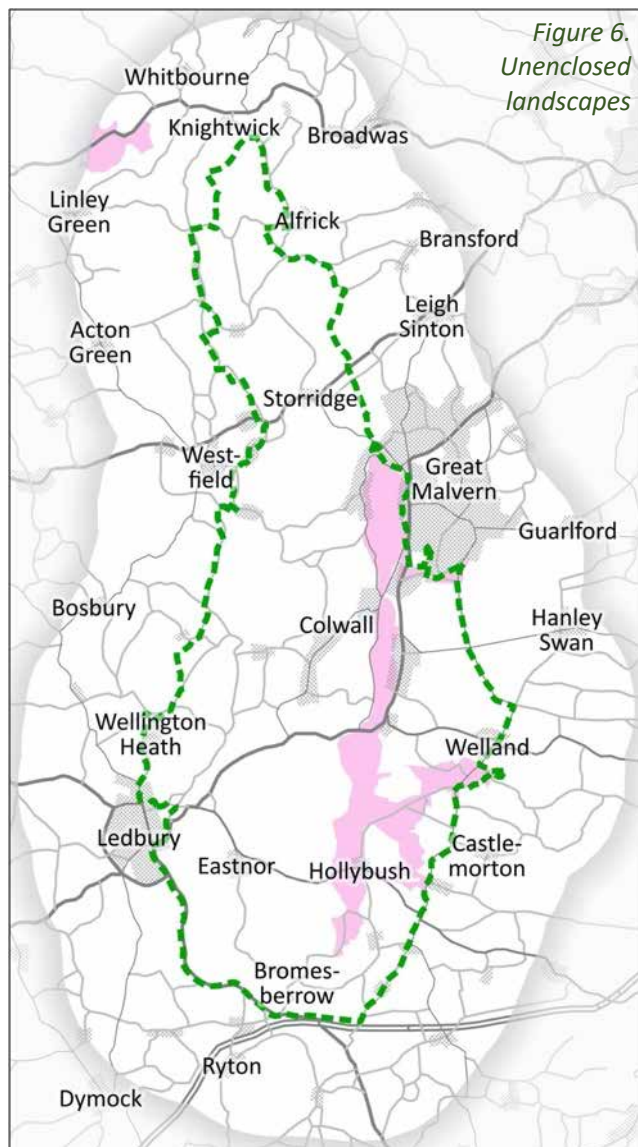 Figure 6.
Unenclosed
landscapes
Whitbourne
Knightwick
Broadwas
Linley
Green
Alfrick
Bransford
Leigh
Sinton
Acton
Green
Storridge
West-
field
Great
Malvern
Guarlford
Bosbury
Colwall
Hanley
Swan
Wellington
Heath
Welland
Ledbury
Eastnor
Hollybush
Castle-
morton
Bromes-
berrow
Ryton
Dymock